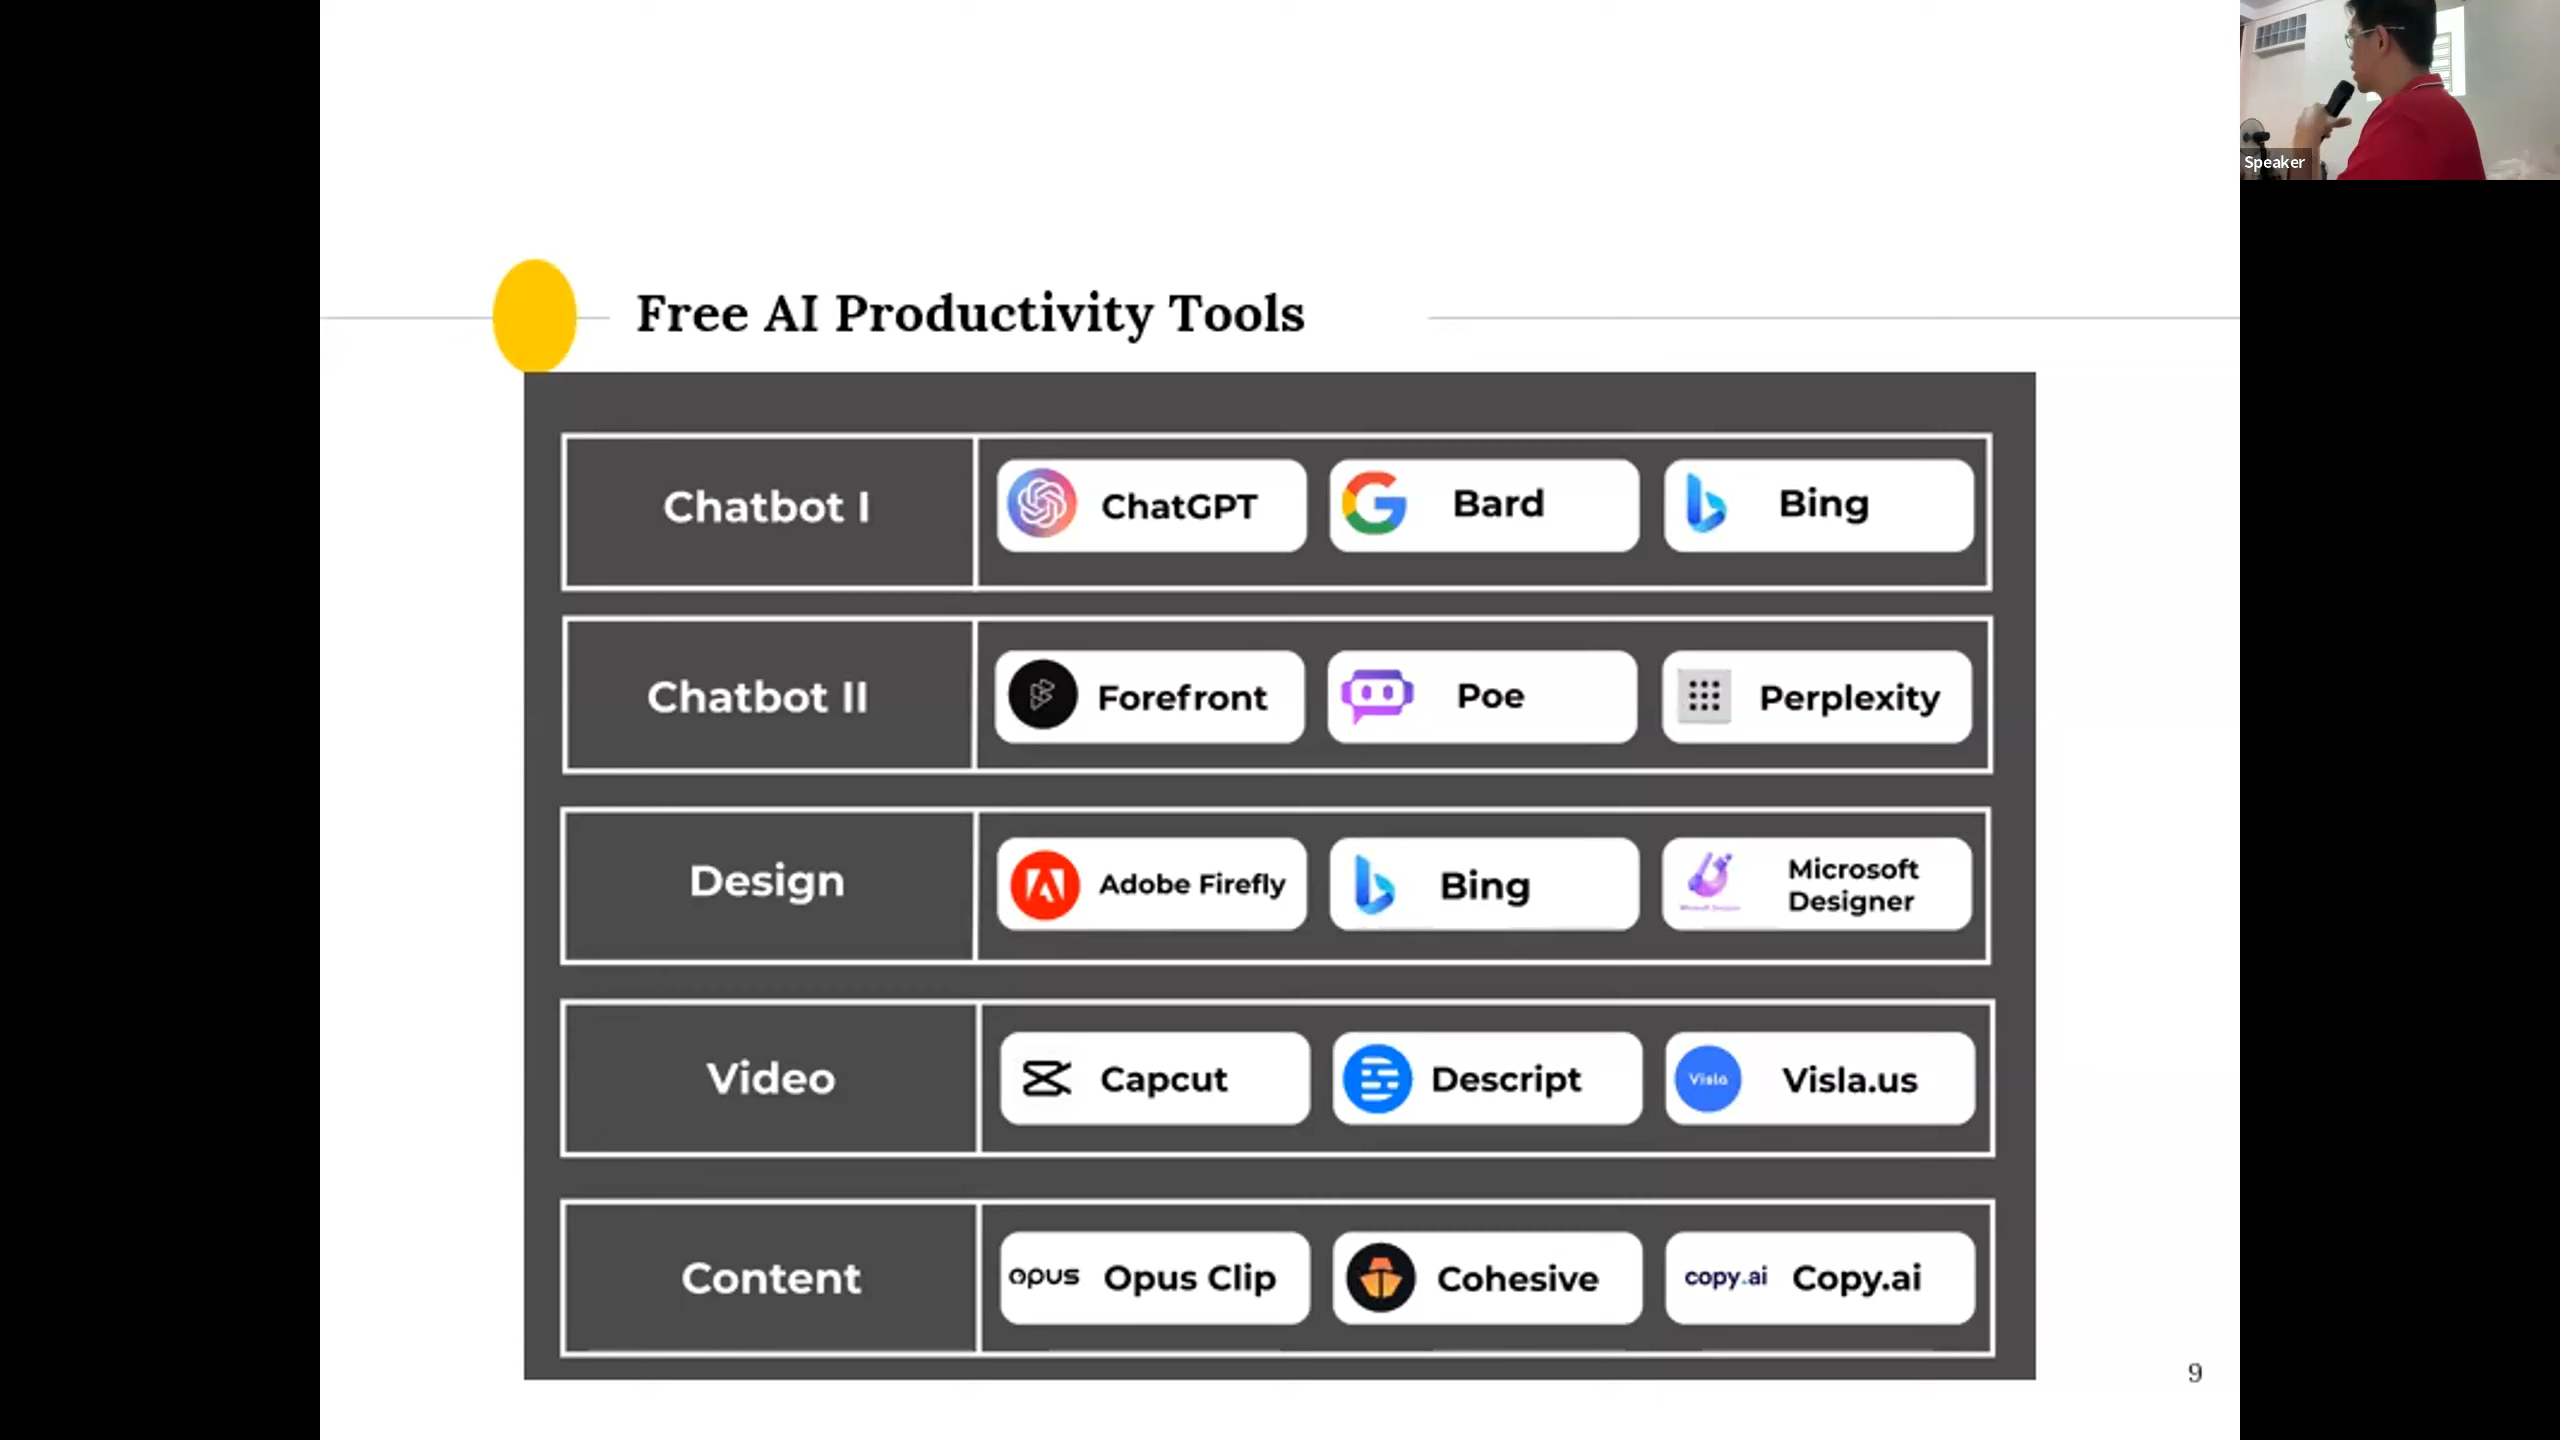 Speaker
Free AI Productivity Tools
Chatbot I
ChatGPT
Bard
Bing
Chatbot II
Forefront
Poe
Perplexity
Design
Adobe Firefly
Bing
Microsoft
Designer
Video
Capcut
Descript
Visla
Visla.us
Content
opus
Opus Clip
Cohesive
copy.ai
Copy.ai
9